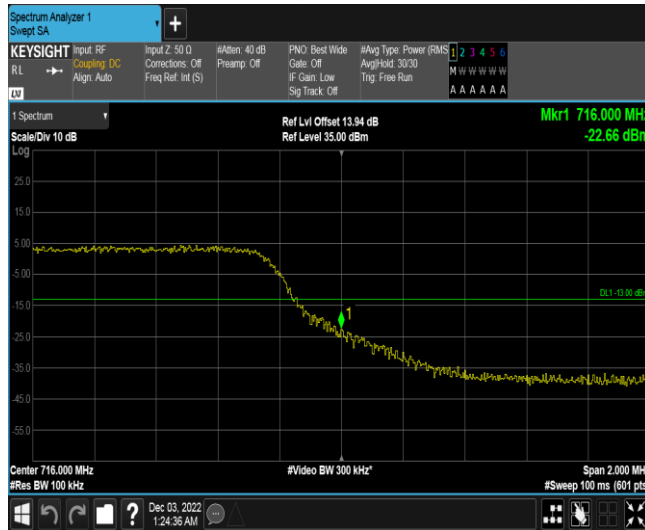 Spectrum Analyzer 1
Swept SA
KEYSIGHT
RL
LXI
Input: RF
Coupling: DC
Align: Auto
Input Z: 50 Ω
Corrections: Off
Freq Ref: Int (S)
#Atten: 40 dB
Preamp: Off
PNO: Best Wide
Gate: Off
IF Gain: Low
Sig Track: Off
#Avg Type: Power (RMS
Avg|Hold: 30/30
Trig: Free Run
1 2 3 4 5 6
M W W W W W
A A A A A A
1 Spectrum
Scale/Div 10 dB
Ref Lvl Offset 13.94 dB
Ref Level 35.00 dBm
Mkr1 716.000 MH
-22.66 dBm
Log
25.0
15.0
5.00
-5.00
DL1 -13.00 dB
-15.0
1
-25.0
-35.0
-45.0
-55.0
Center 716.000 MHz
#Res BW 100 kHz
#Video BW 300 kHz*
Span 2.000 MH
#Sweep 100 ms (601 pts
?
Dec 03, 2022
1:24:36 AM